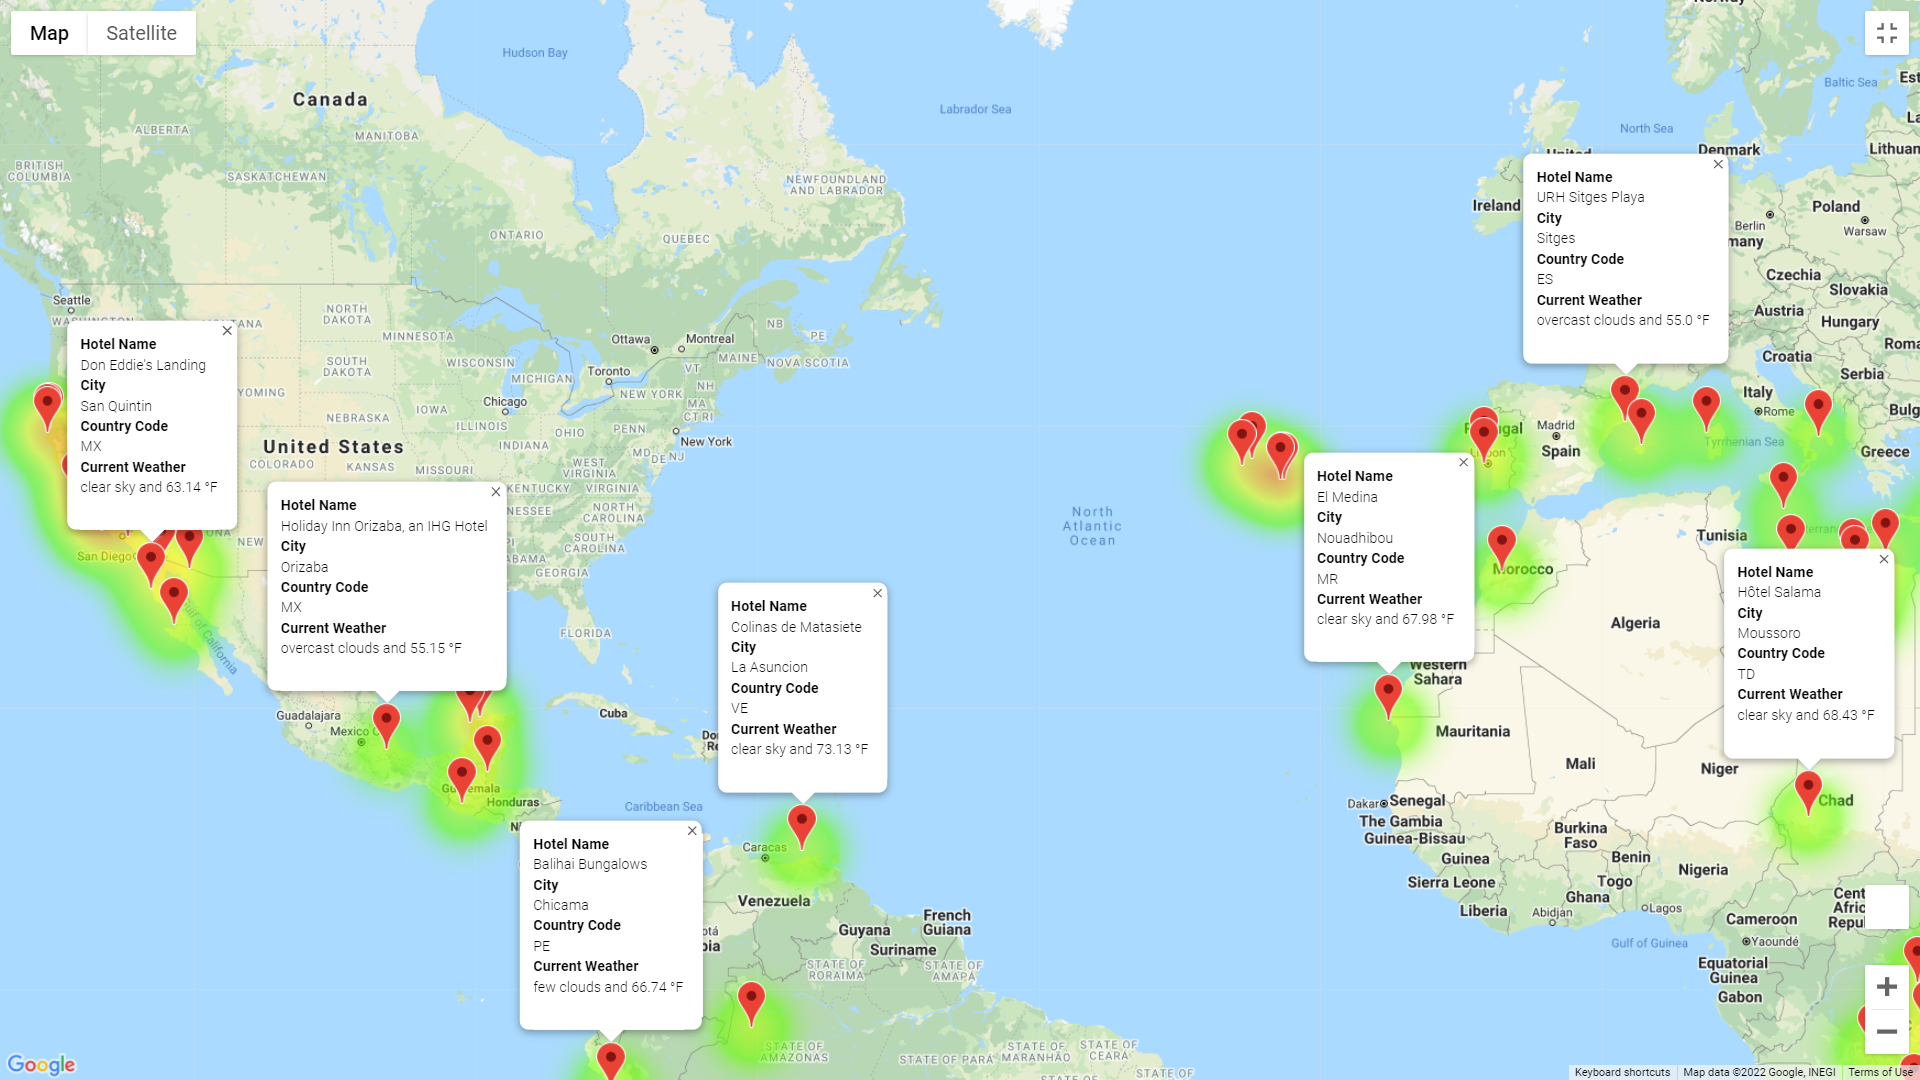 Map
Satellite
Hudson Bay
Labrador Sea
Baltic Sea
North Sea
Canada
ALBERTA
MANITOBA
BRITISH
COLUMBIA
SASKATCHEWAN
NEWFOUNDLAND
AND LABRADOR
ONTARIO
QUEBEC
Denmark
Ireland
Berlin
Poland
Warsaw
Czechia
Slovakia
Austria
Hungary
Croatia
Serbia
Italy
Rome
Tyrrhenian Sea
Greece
Hotel Name
URH Sitges Playa
City
Sitges
Country Code
ES
Current Weather
overcast clouds and 55.0 °F
Seattle
NORTH
DAKOTA
MINNESOTA
SOUTH
DAKOTA
WISCONSIN
MICHIGAN
Ottawa
Montreal
Toronto
NB
PE
MAINE
NOVA SCOTIA
VT
NH
NEW YORK
MA
CT RI
IOWA
Chicago
NEBRASKA
ILLINOIS
INDIANA
OHIO
PENN
New York
MD
DE
NJ
United States
COLORADO
KANSAS
MISSOURI
WEST
VIRGINIA
KENTUCKY
VIRGINIA
NORTH
CAROLINA
SOUTH
CAROLINA
GEORGIA
FLORIDA
Hotel Name
Don Eddie's Landing
City
San Quintin
Country Code
MX
Current Weather
clear sky and 63.14 °F
San Diego
Gulf of California
Hotel Name
Holiday Inn Orizaba, an IHG Hotel
City
Orizaba
Country Code
MX
Current Weather
overcast clouds and 55.15 °F
Guadalajara
Cuba
Guatemala
Honduras
Caribbean Sea
North
Atlantic
Ocean
Hotel Name
Colinas de Matasiete
City
La Asuncion
Country Code
VE
Current Weather
clear sky and 73.13 °F
Caracas
Venezuela
Guyana
Suriname
French
Guiana
STATE OF
RORAIMA
STATE OF
AMAPÁ
STATE OF
AMAZONAS
STATE OF PARÁ
STATE OF
MARANHÃO
STATE OF
CEARÁ
STATE OF
Hotel Name
Balihai Bungalows
City
Chicama
Country Code
PE
Current Weather
few clouds and 66.74 °F
Madrid
Spain
Tunisia
Morocco
Algeria
Hotel Name
El Medina
City
Nouadhibou
Country Code
MR
Current Weather
clear sky and 67.98 °F
Western
Sahara
Mauritania
Mali
Niger
Chad
Hotel Name
Hôtel Salama
City
Moussoro
Country Code
TD
Current Weather
clear sky and 68.43 °F
Dakar
Senegal
The Gambia
Guinea-Bissau
Guinea
Sierra Leone
Liberia
Burkina
Faso
Benin
Togo
Ghana
Abidjan
Lagos
Nigeria
Cameroon
Yaoundé
Gulf of Guinea
Equatorial
Guinea
Gabon
Google
Keyboard shortcuts
Map data ©2022 Google, INEGI
Terms of Use